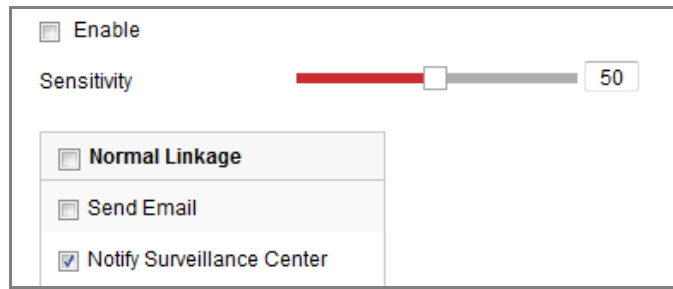 Enable
Sensitivity 50
Normal Linkage
Send Email
Notify Surveillance Center